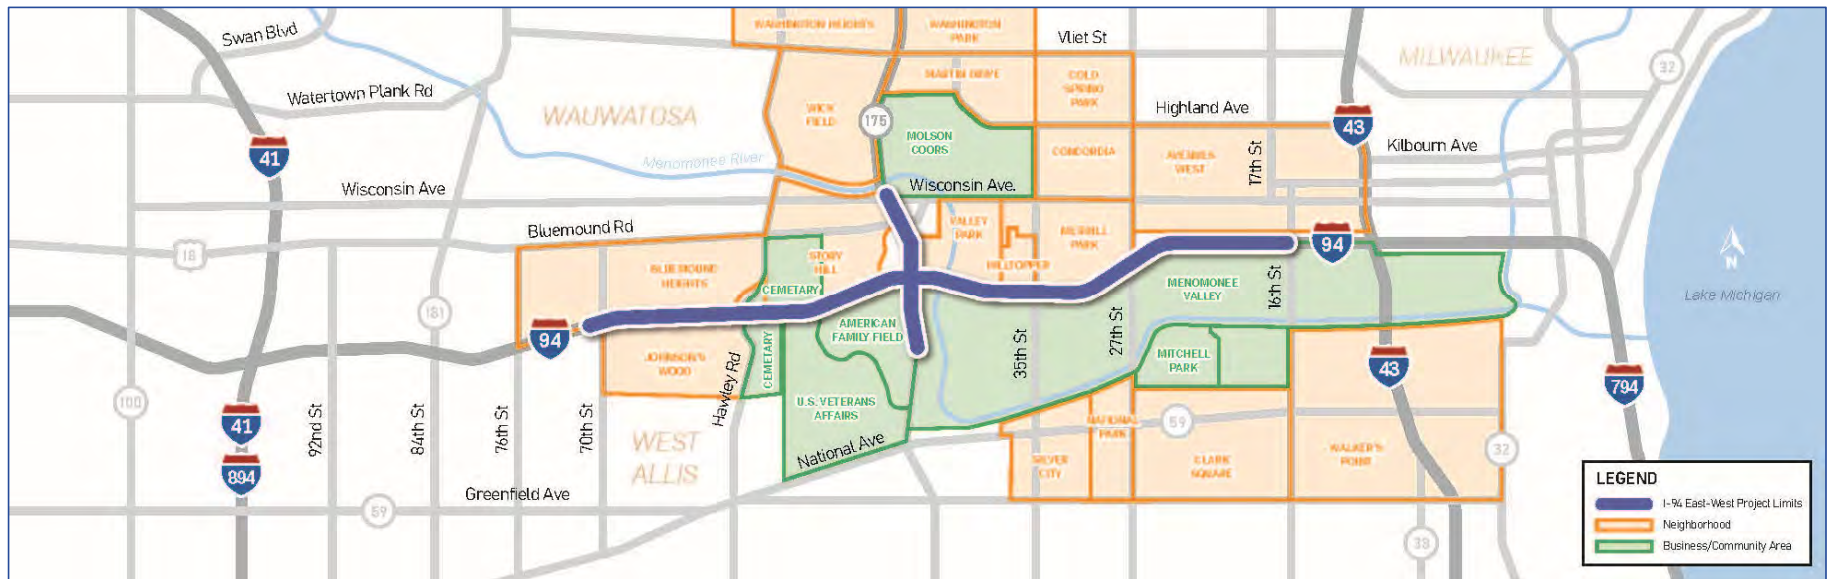 WASHINGTON HEIGHTS
WASHINGTON
PARK
Swan Blvd
Vliet St
MILWAUKEE
32
MARTIN DRIVE
COLD
SPRING
PARK
Watertown Plank Rd
WAUWATOSA
WICK
FIELD
175
Highland Ave
43
MOLSON
COORS
41
Menomonee River
CONCORDIA
AVENUES
WEST
17th St
Kilbourn Ave
Wisconsin Ave
Wisconsin Ave.
Bluemound Rd
VALLEY
PARK
MERRILL
PARK
94
18
STORY
HILL
BLUEMOUND
HEIGHTS
HILLTOPPER
CEMETARY
MENOMONEE
VALLEY
16th St
N
Lake Michigan
181
94
AMERICAN
FAMILY FIELD
JOHNSON'S
WOOD
CEMETARY
Hawley Rd
35th St
27th St
MITCHELL
PARK
43
794
100
41
894
92nd St
84th St
76th St
70th St
U.S. VETERANS
AFFAIRS
WEST
ALLIS
National Ave
NATIONAL
PARK
59
SILVER
CITY
CLARK
SQUARE
WALKER'S
POINT
32
Greenfield Ave
59
38
LEGEND
I-94 East-West Project Limits
Neighborhood
Business/Community Area